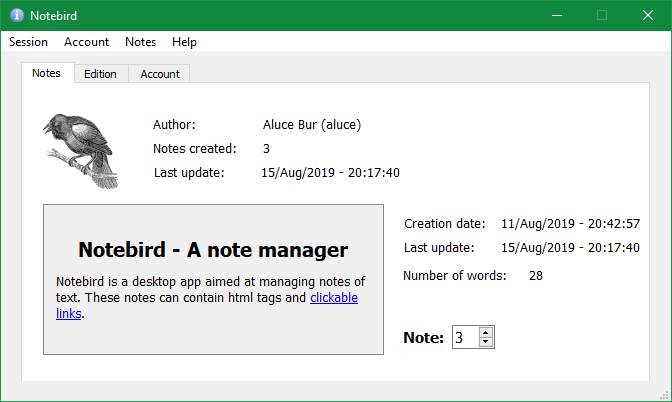 Notebird
Session Account Notes Help
Notes Edition Account
Author: Aluce Bur (aluce)
Notes created: 3
Last update: 15/Aug/2019 - 20:17:40
Notebird - A note manager
Notebird is a desktop app aimed at managing notes of
text. These notes can contain html tags and clickable
links.
Creation date: 11/Aug/2019 - 20:42:57
Last update: 15/Aug/2019 - 20:17:40
Number of words: 28
Note: 3